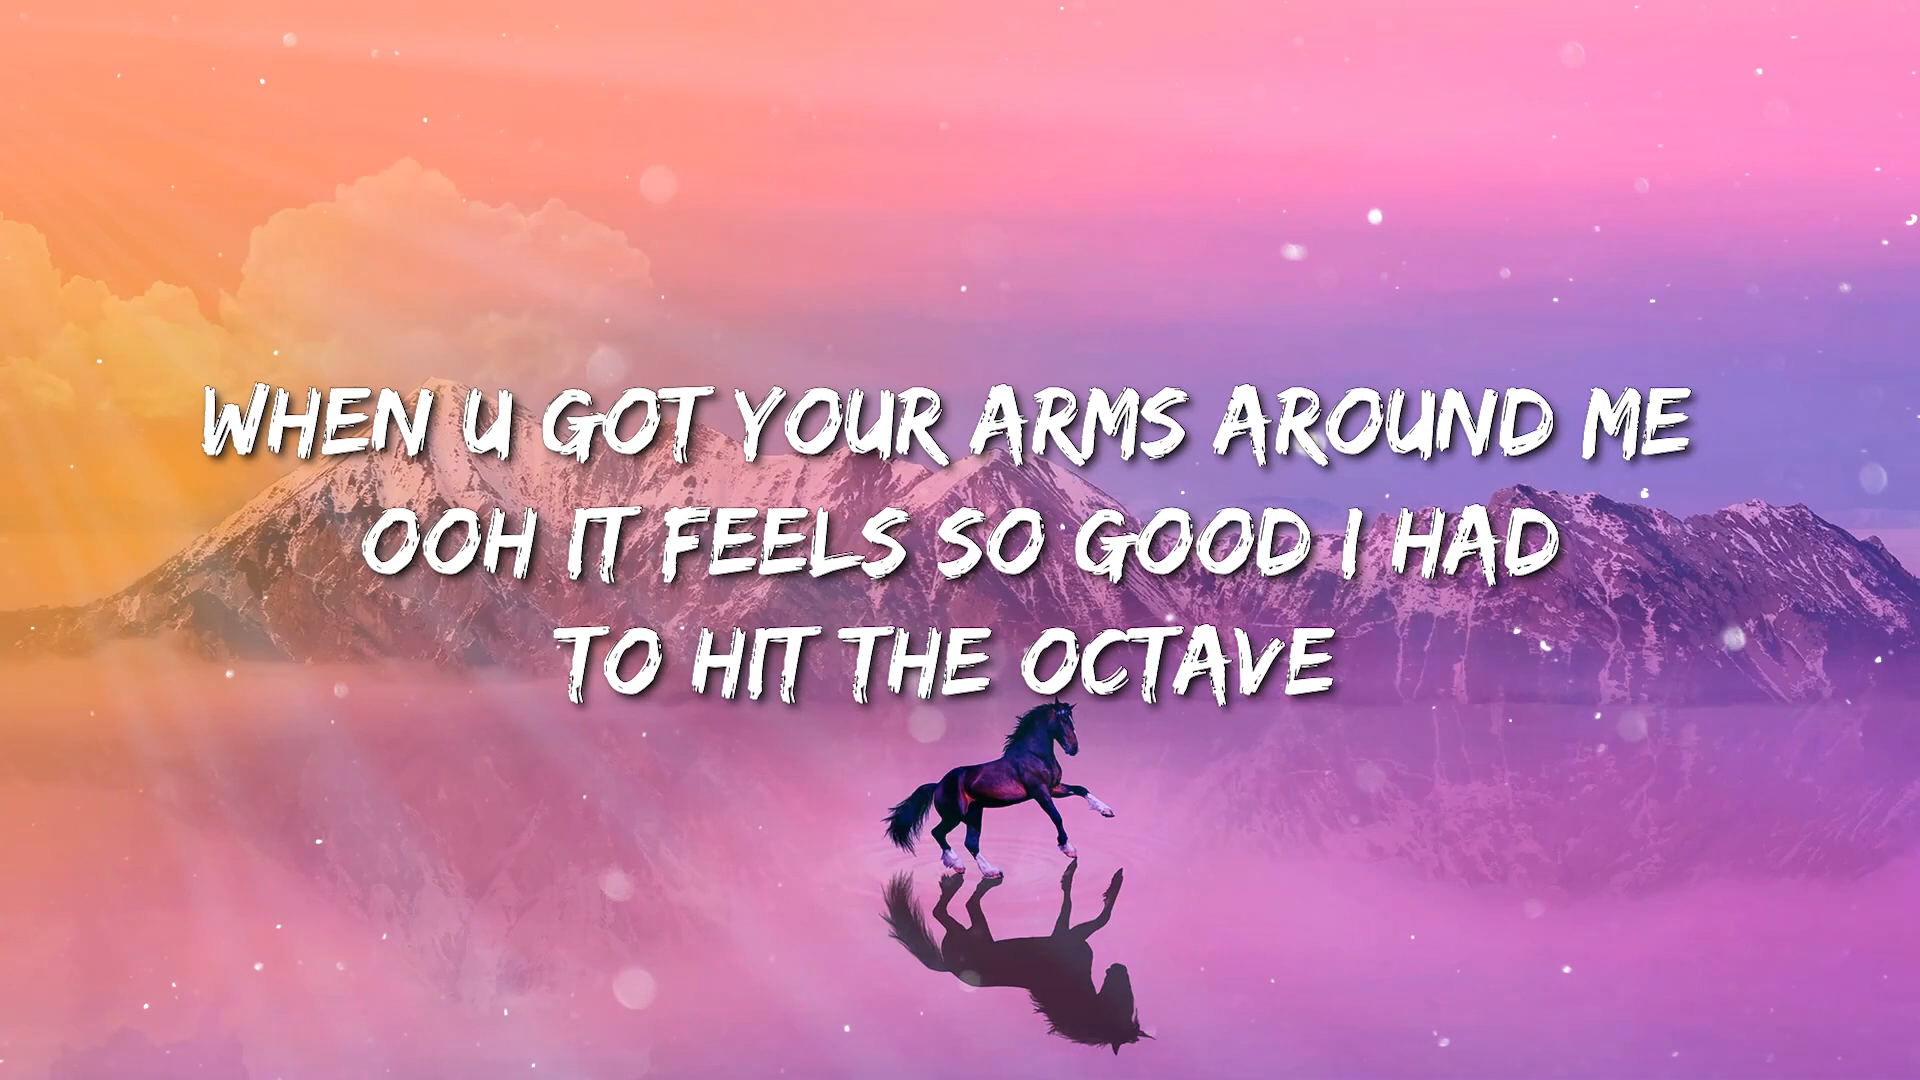 WHEN U GOT YOUR ARMS AROUND ME
OOH IT FEELS SO GOOD I HAD
TO HIT THE OCTAVE